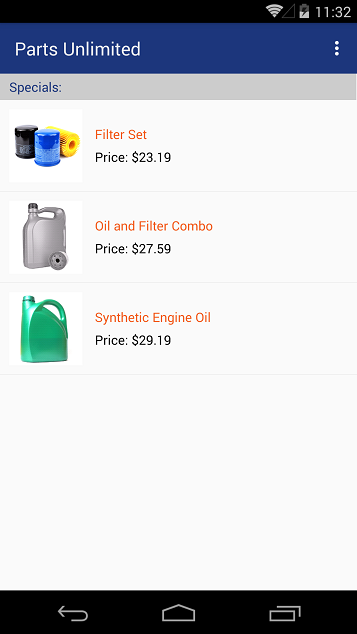 11:32
Parts Unlimited
Specials:
Filter Set
Price: $23.19
Oil and Filter Combo
Price: $27.59
Synthetic Engine Oil
Price: $29.19